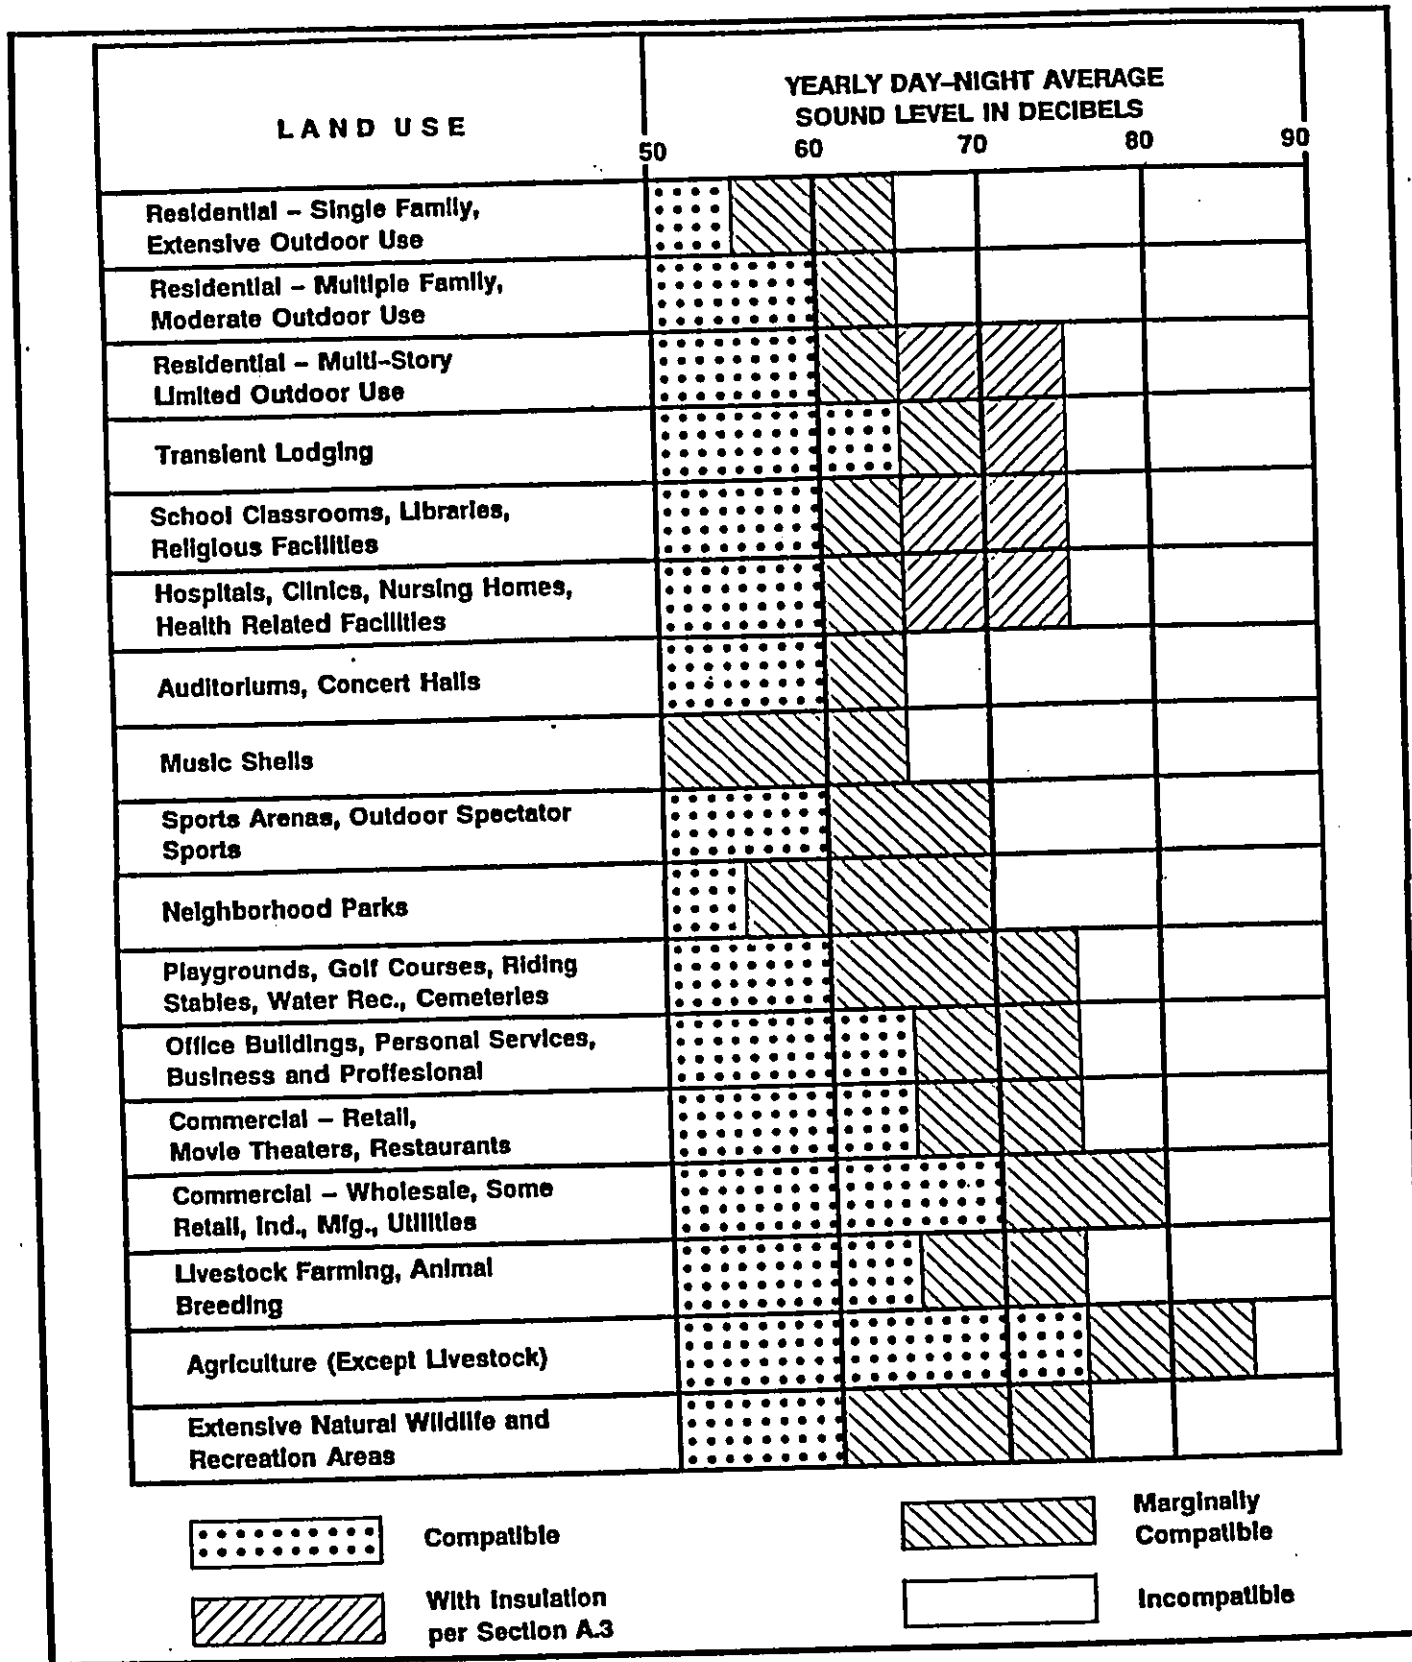 LAND USE
YEARLY DAY–NIGHT AVERAGE
SOUND LEVEL IN DECIBELS
50 60 70 80 90
Residential – Single Family,
Extensive Outdoor Use
Residential – Multiple Family,
Moderate Outdoor Use
Residential – Multi–Story
Limited Outdoor Use
Transient Lodging
School Classrooms, Libraries,
Religious Facilities
Hospitals, Clinics, Nursing Homes,
Health Related Facilities
Auditoriums, Concert Halls
Music Shells
Sports Arenas, Outdoor Spectator
Sports
Neighborhood Parks
Playgrounds, Golf Courses, Riding
Stables, Water Rec., Cemeteries
Office Buildings, Personal Services,
Business and Proffesional
Commercial – Retail,
Movie Theaters, Restaurants
Commercial – Wholesale, Some
Retail, Ind., Mfg., Utilities
Livestock Farming, Animal
Breeding
Agriculture (Except Livestock)
Extensive Natural Wildlife and
Recreation Areas
Compatible
Marginally
Compatible
With Insulation
per Section A.3
Incompatible